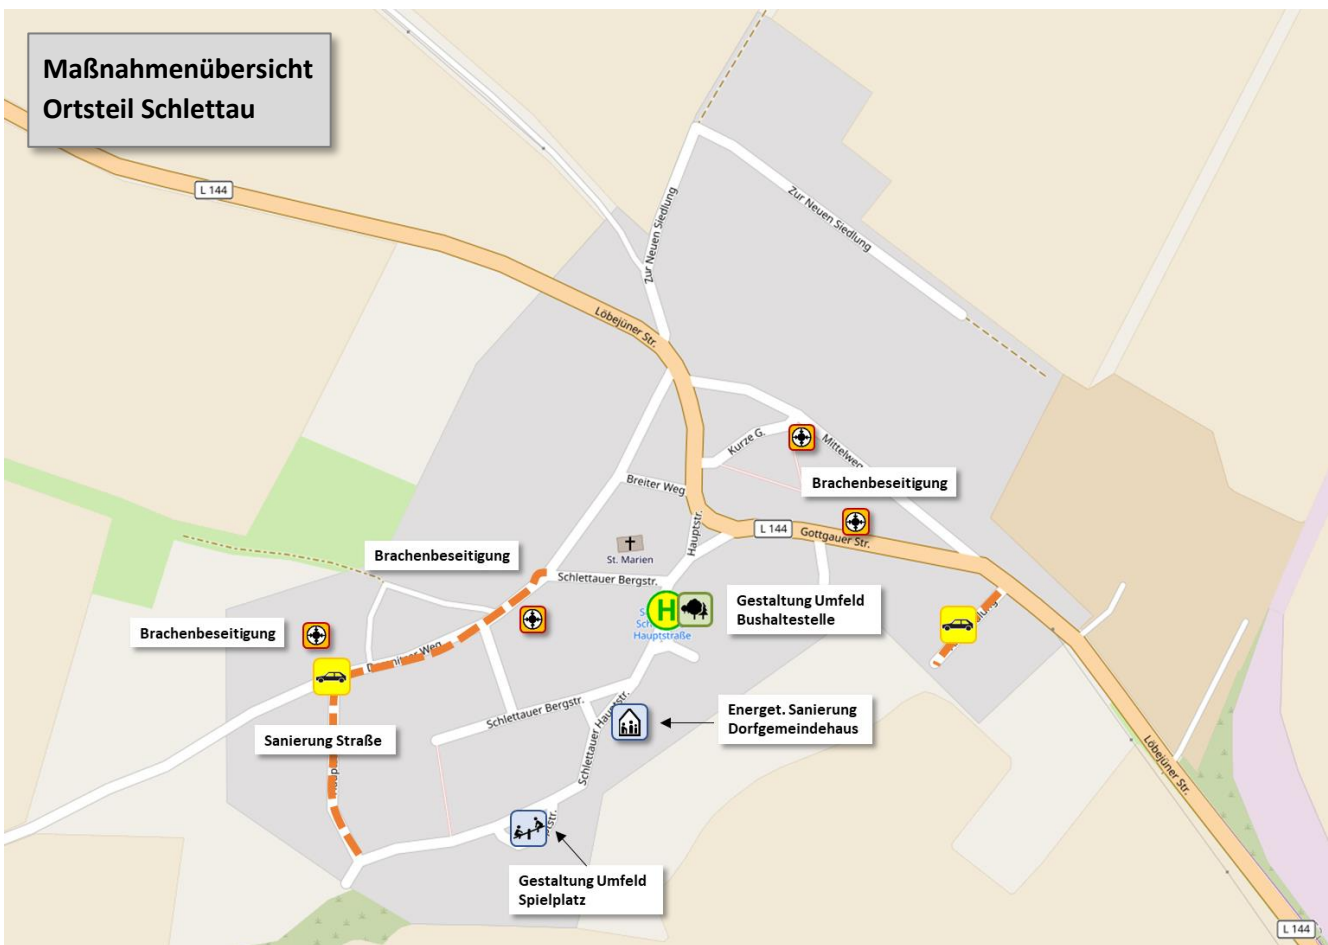 Maßnahmenübersicht
Ortsteil Schlettau
L 144
Zur Neuen Siedlung
Zur Neuen Siedlung
Löbejüner Str.
Kurze G.
Mittelweg
Breiter Weg
Brachenbeseitigung
Hauptstr.
L 144
Gottgauer Str.
St. Marien
Brachenbeseitigung
Schlettauer Bergstr.
H
Hauptstraße
Gestaltung Umfeld
Bushaltestelle
Brachenbeseitigung
Weg
Schlettauer Bergstr.
Schlettauer Hauptstr.
Energet. Sanierung
Dorfgemeindehaus
Sanierung Straße
Löbejüner Str.
Gestaltung Umfeld
Spielplatz
L 144